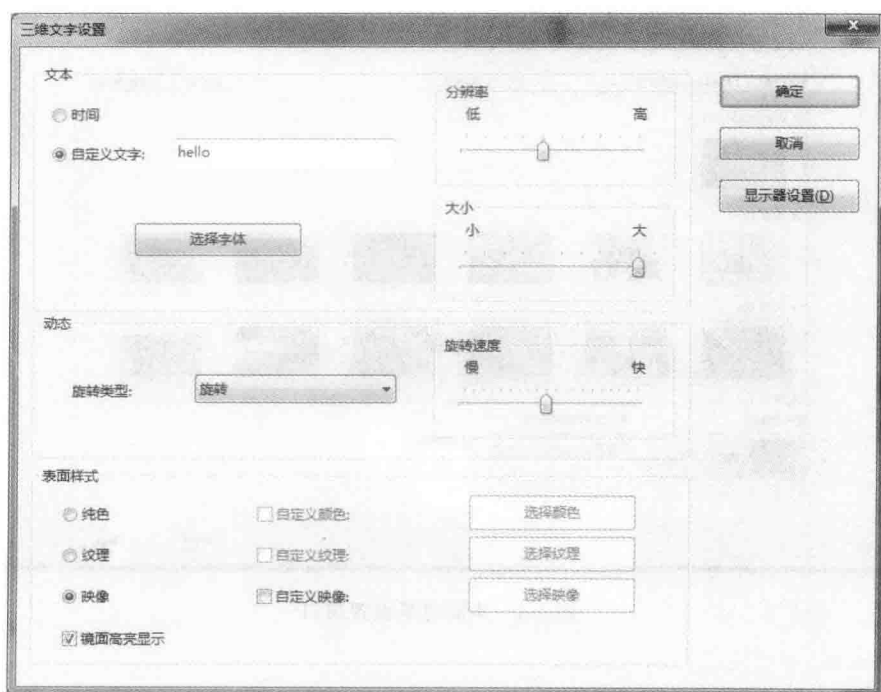 三维文字设置
文本
时间
自定义文字:
hello
选择字体
分辨率
低 高
大小
小 大
确定
取消
显示器设置(D)
动态
旋转类型:
旋转
旋转速度
慢 快
表面样式
纯色
自定义颜色:
选择颜色
纹理
自定义纹理:
选择纹理
映像
自定义映像:
选择映像
镜面高亮显示